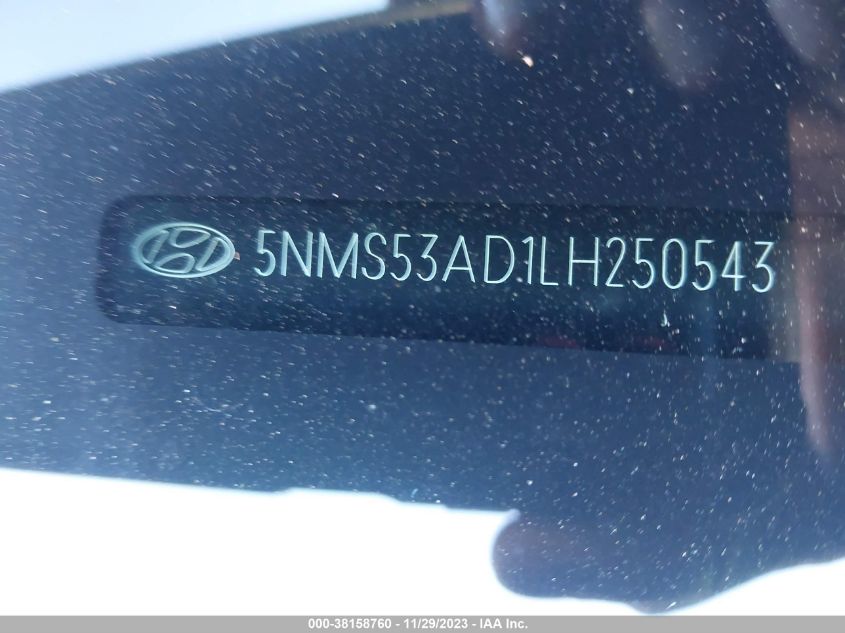 5NMS53AD1LH250543
000-38158760 - 11/29/2023 - IAA Inc.